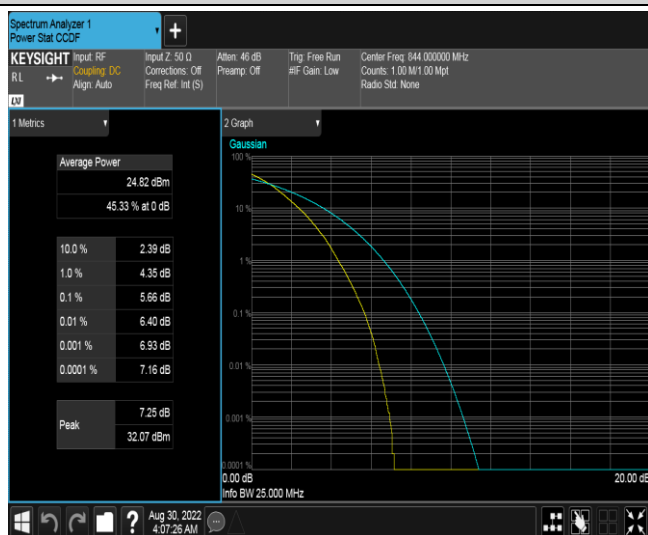 Spectrum Analyzer 1
Power Stat CCDF
+
KEYSIGHT
R L
LXI
Input: RF
Coupling: DC
Align: Auto
Input Z: 50 Ω
Corrections: Off
Freq Ref: Int (S)
Atten: 46 dB
Preamp: Off
Trig: Free Run
#IF Gain: Low
Center Freq: 844.000000 MHz
Counts: 1.00 M/1.00 Mpt
Radio Std: None
1 Metrics
Average Power
24.82 dBm
45.33 % at 0 dB
10.0 % 2.39 dB
1.0 % 4.35 dB
0.1 % 5.66 dB
0.01 % 6.40 dB
0.001 % 6.93 dB
0.0001 % 7.16 dB
Peak
7.25 dB
32.07 dBm
2 Graph
Gaussian
100 %
10 %
1 %
0.1 %
0.01 %
0.001 %
0.0001 %
0.00 dB 20.00 dB
Info BW 25.000 MHz
?
Aug 30, 2022
4:07:26 AM